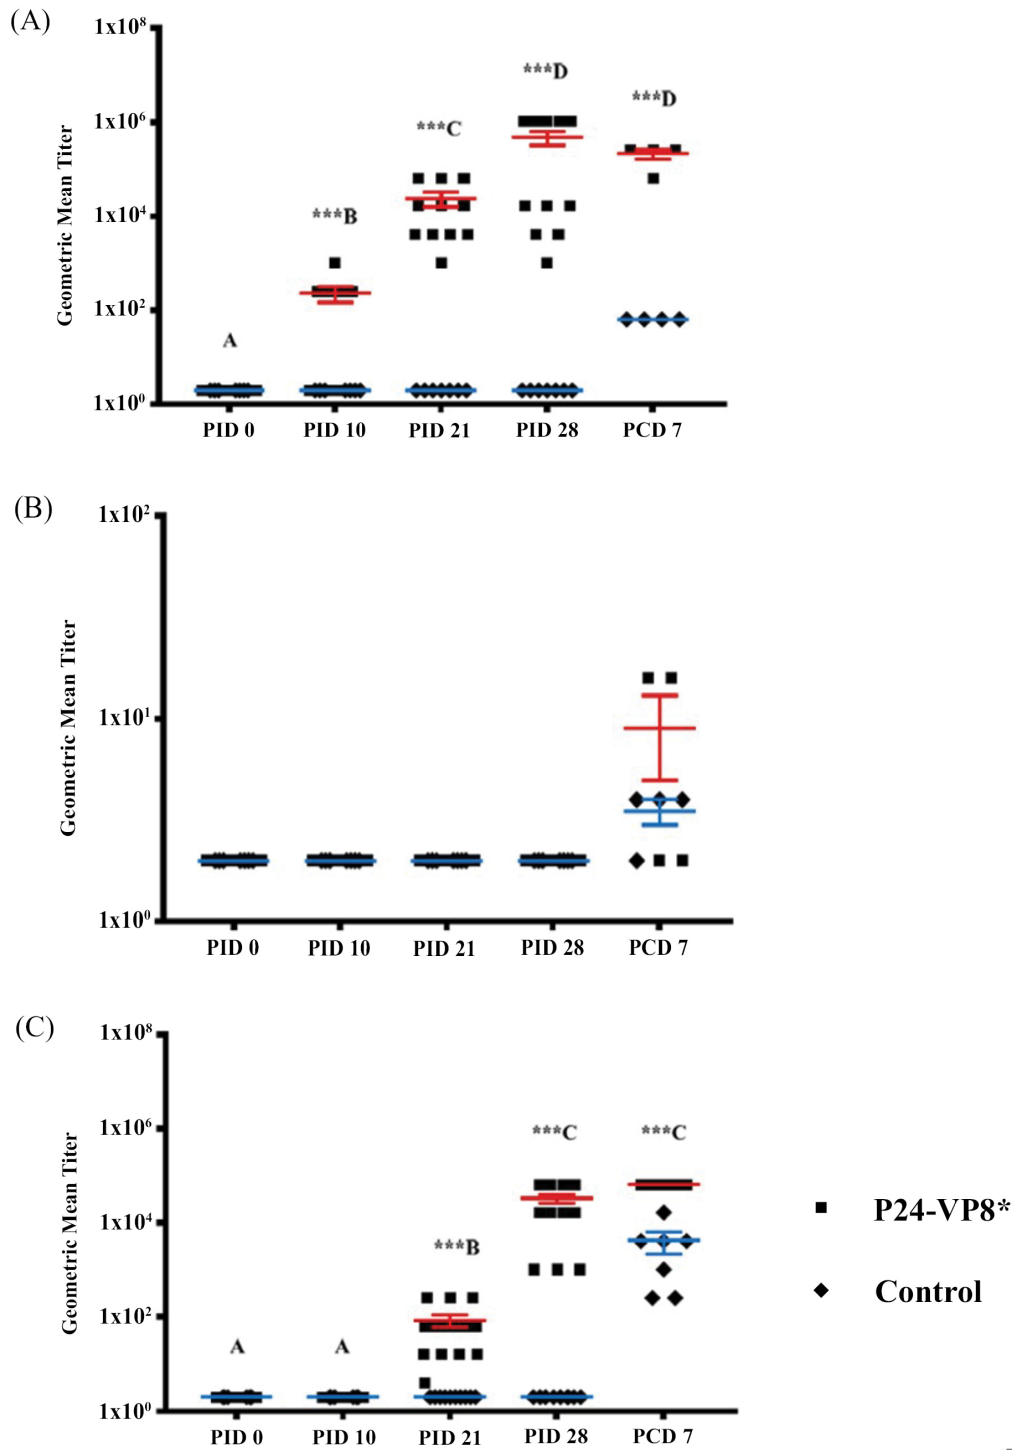 (A)
1x10⁸
***D
***D
1x10⁶
***C
***B
1x10⁴
Geometric Mean Titer
1x10²
A
1x10⁰
PID 0 PID 10 PID 21 PID 28 PCD 7
(B)
1x10²
Geometric Mean Titer
1x10¹
1x10⁰
PID 0 PID 10 PID 21 PID 28 PCD 7
(C)
1x10⁸
1x10⁶
***C ***C
Geometric Mean Titer
1x10⁴
***B
1x10²
A A
1x10⁰
PID 0 PID 10 PID 21 PID 28 PCD 7
P24-VP8*
Control